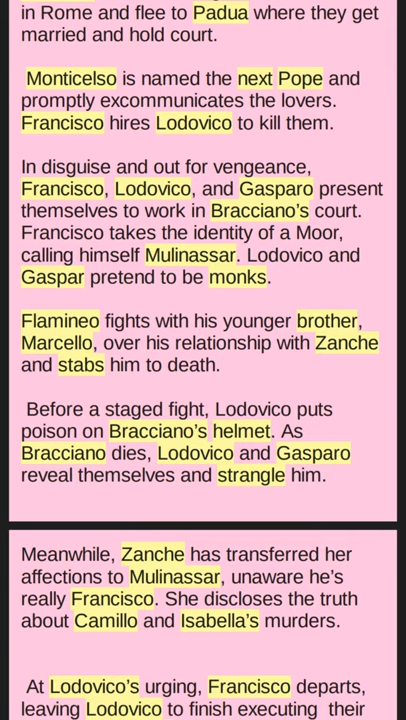 in Rome and flee to Padua where they get
married and hold court.
Monticelso is named the next Pope and
promptly excommunicates the lovers.
Francisco hires Lodovico to kill them.
In disguise and out for vengeance,
Francisco, Lodovico, and Gasparo present
themselves to work in Bracciano’s court.
Francisco takes the identity of a Moor,
calling himself Mulinassar. Lodovico and
Gaspar pretend to be monks.
Flamineo fights with his younger brother,
Marcello, over his relationship with Zanche
and stabs him to death.
Before a staged fight, Lodovico puts
poison on Bracciano’s helmet. As
Bracciano dies, Lodovico and Gasparo
reveal themselves and strangle him.
Meanwhile, Zanche has transferred her
affections to Mulinassar, unaware he’s
really Francisco. She discloses the truth
about Camillo and Isabella’s murders.
At Lodovico’s urging, Francisco departs,
leaving Lodovico to finish executing  their